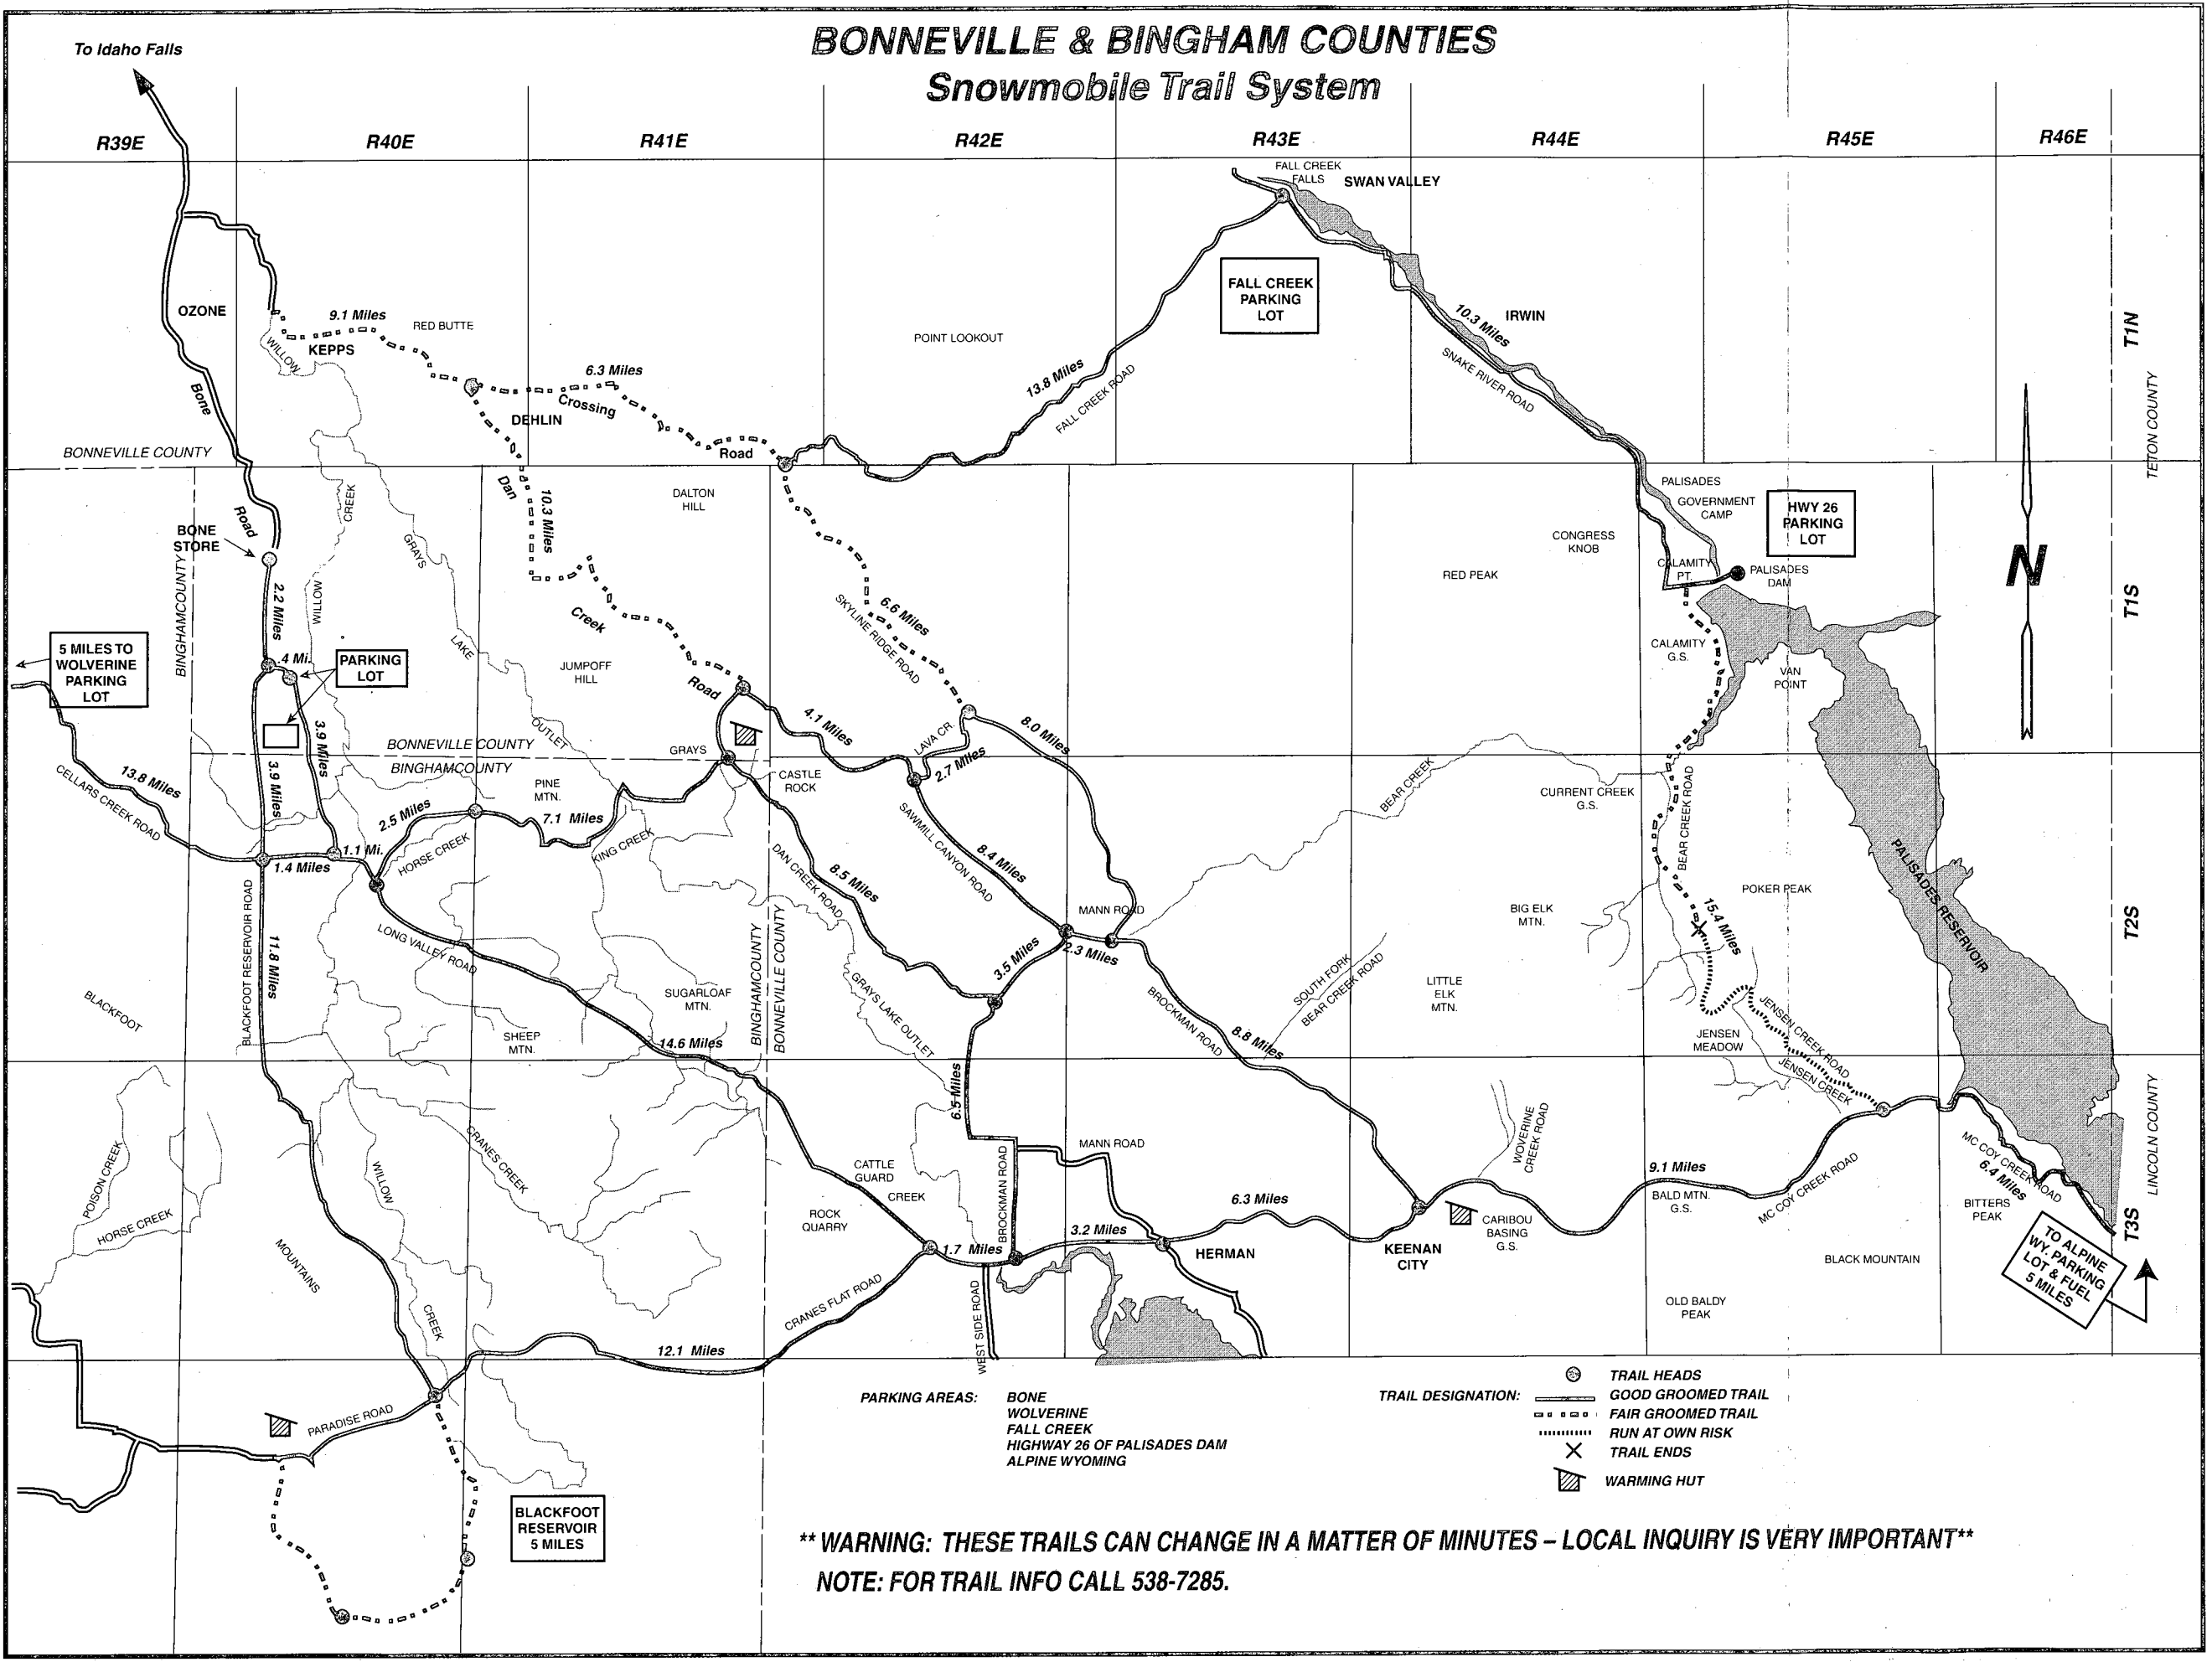 BONNEVILLE & BINGHAM COUNTIES
Snowmobile Trail System
To Idaho Falls
R39E
R40E
R41E
R42E
R43E
R44E
R45E
R46E
FALL CREEK
FALLS
SWAN VALLEY
FALL CREEK
PARKING
LOT
OZONE
9.1 Miles
RED BUTTE
KEPPS
WILLOW
6.3 Miles
Crossing
DEHLIN
Road
POINT LOOKOUT
13.8 Miles
FALL CREEK ROAD
10.3 Miles
IRWIN
SNAKE RIVER ROAD
T1N
TETON COUNTY
Bone
BONNEVILLE COUNTY
Road
BONE
STORE
BINGHAMCOUNTY
CREEK
WILLOW
GRAYS
LAKE
OUTLET
Dan
10.3 Miles
Creek
Road
DALTON
HILL
JUMPOFF
HILL
SKYLINE RIDGE ROAD
6.6 Miles
RED PEAK
CONGRESS
KNOB
PALISADES
GOVERNMENT
CAMP
HWY 26
PARKING
LOT
CALAMITY
PT.
PALISADES
DAM
CALAMITY
G.S.
VAN
POINT
N
T1S
2.2 Miles
.4 Mi.
PARKING
LOT
5 MILES TO
WOLVERINE
PARKING
LOT
3.9 Miles
3.9 Miles
BONNEVILLE COUNTY
BINGHAMCOUNTY
13.8 Miles
CELLARS CREEK ROAD
1.4 Miles
1.1 Mi.
2.5 Miles
HORSE CREEK
PINE
MTN.
7.1 Miles
KING CREEK
GRAYS
CASTLE
ROCK
4.1 Miles
LAVA CR.
2.7 Miles
8.0 Miles
SAWMILL CANYON ROAD
8.4 Miles
DAN CREEK ROAD
8.5 Miles
MANN ROAD
2.3 Miles
3.5 Miles
BEAR CREEK
CURRENT CREEK
G.S.
BEAR CREEK ROAD
POKER PEAK
15.4 Miles
BIG ELK
MTN.
LITTLE
ELK
MTN.
SOUTH FORK
BEAR CREEK ROAD
PALISADES RESERVOIR
T2S
BLACKFOOT RESERVOIR ROAD
11.8 Miles
BLACKFOOT
LONG VALLEY ROAD
SUGARLOAF
MTN.
SHEEP
MTN.
14.6 Miles
BINGHAMCOUNTY
BONNEVILLE COUNTY
GRAYS LAKE OUTLET
BROCKMAN ROAD
8.8 Miles
JENSEN
MEADOW
JENSEN CREEK ROAD
JENSEN CREEK
6.5 Miles
POISON CREEK
HORSE CREEK
MOUNTAINS
WILLOW
CREEK
CRANES CREEK
CATTLE
GUARD
CREEK
ROCK
QUARRY
BROCKMAN ROAD
MANN ROAD
WOVERINE
CREEK ROAD
LINCOLN COUNTY
T3S
1.7 Miles
3.2 Miles
HERMAN
6.3 Miles
KEENAN
CITY
CARIBOU
BASING
G.S.
9.1 Miles
BALD MTN.
G.S.
MC COY CREEK ROAD
MC COY CREEK ROAD
6.4 Miles
BITTERS
PEAK
BLACK MOUNTAIN
OLD BALDY
PEAK
TO ALPINE
WY. PARKING
LOT & FUEL
5 MILES
CRANES FLAT ROAD
WEST SIDE ROAD
12.1 Miles
PARADISE ROAD
BLACKFOOT
RESERVOIR
5 MILES
PARKING AREAS: BONE
WOLVERINE
FALL CREEK
HIGHWAY 26 OF PALISADES DAM
ALPINE WYOMING
TRAIL DESIGNATION:
TRAIL HEADS
GOOD GROOMED TRAIL
FAIR GROOMED TRAIL
RUN AT OWN RISK
TRAIL ENDS
WARMING HUT
** WARNING: THESE TRAILS CAN CHANGE IN A MATTER OF MINUTES – LOCAL INQUIRY IS VERY IMPORTANT**
NOTE: FOR TRAIL INFO CALL 538-7285.